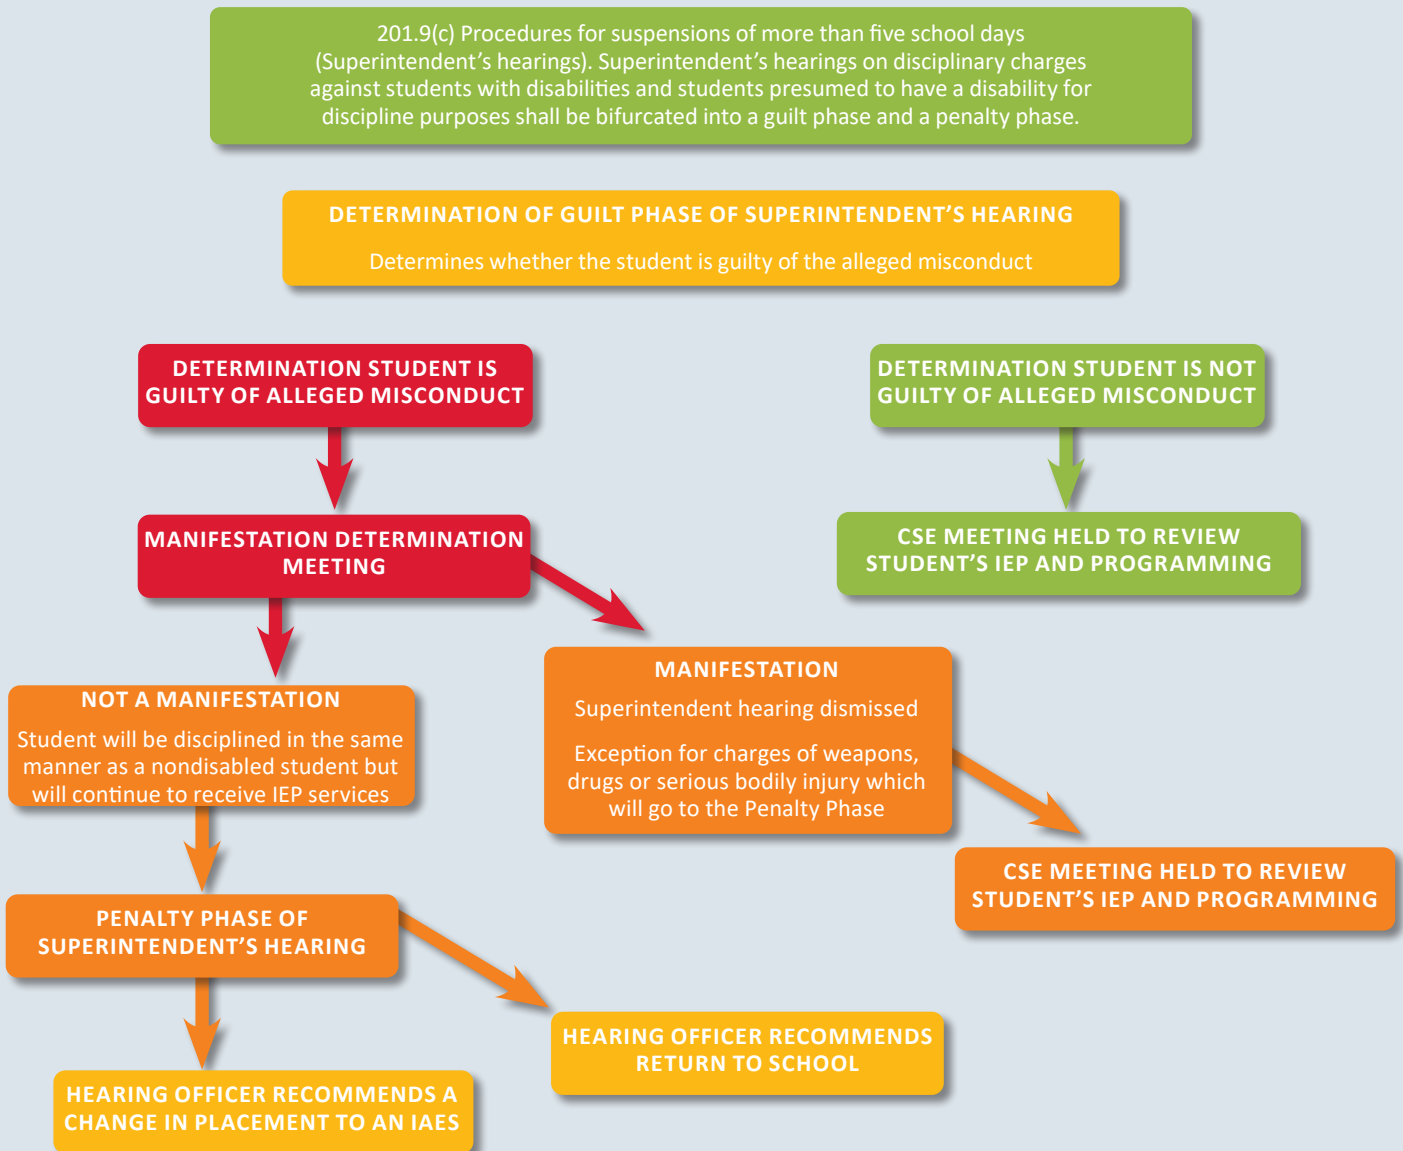 201.9(c) Procedures for suspensions of more than five school days
(Superintendent’s hearings). Superintendent’s hearings on disciplinary charges
against students with disabilities and students presumed to have a disability for
discipline purposes shall be bifurcated into a guilt phase and a penalty phase.
DETERMINATION OF GUILT PHASE OF SUPERINTENDENT’S HEARING
Determines whether the student is guilty of the alleged misconduct
DETERMINATION STUDENT IS
GUILTY OF ALLEGED MISCONDUCT
DETERMINATION STUDENT IS NOT
GUILTY OF ALLEGED MISCONDUCT
MANIFESTATION DETERMINATION
MEETING
CSE MEETING HELD TO REVIEW
STUDENT’S IEP AND PROGRAMMING
NOT A MANIFESTATION
Student will be disciplined in the same
manner as a nondisabled student but
will continue to receive IEP services
MANIFESTATION
Superintendent hearing dismissed
Exception for charges of weapons,
drugs or serious bodily injury which
will go to the Penalty Phase
CSE MEETING HELD TO REVIEW
STUDENT’S IEP AND PROGRAMMING
PENALTY PHASE OF
SUPERINTENDENT’S HEARING
HEARING OFFICER RECOMMENDS
RETURN TO SCHOOL
HEARING OFFICER RECOMMENDS A
CHANGE IN PLACEMENT TO AN IAES